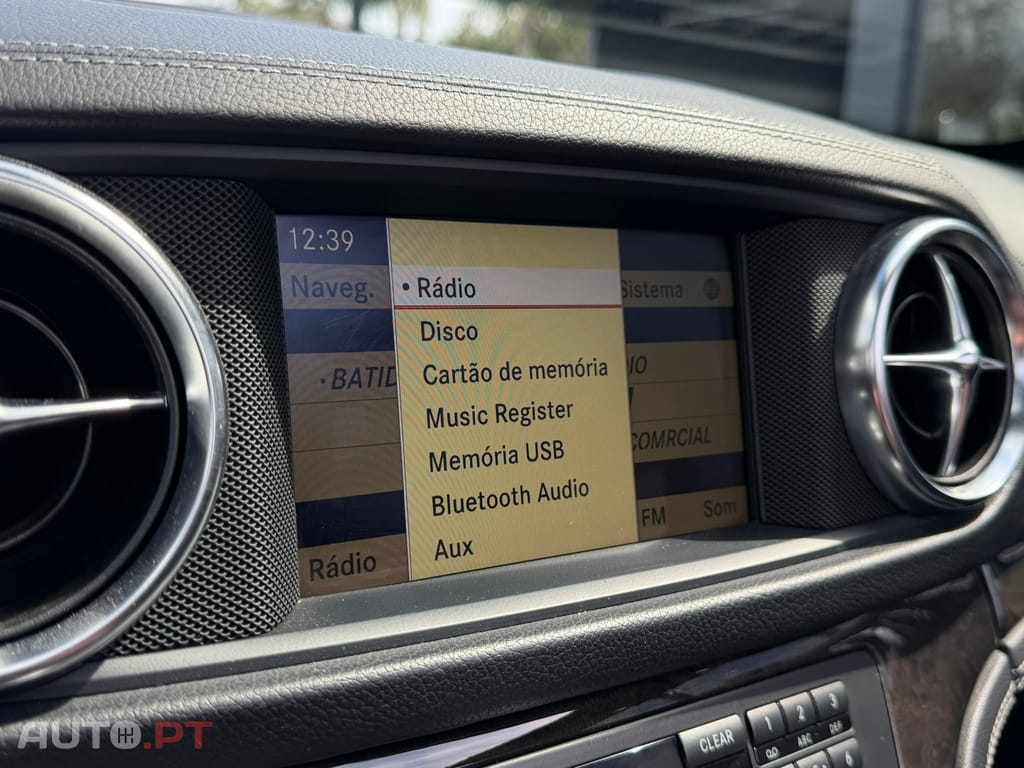 12:39
Naveg.
• Rádio
Sistema
Disco
•BATID
Cartão de memória
Music Register
COMRCIAL
Memória USB
Bluetooth Audio
FM
Som
Rádio
Aux
CLEAR
1
2
3
ABC
DEF
6
AUTO.PT